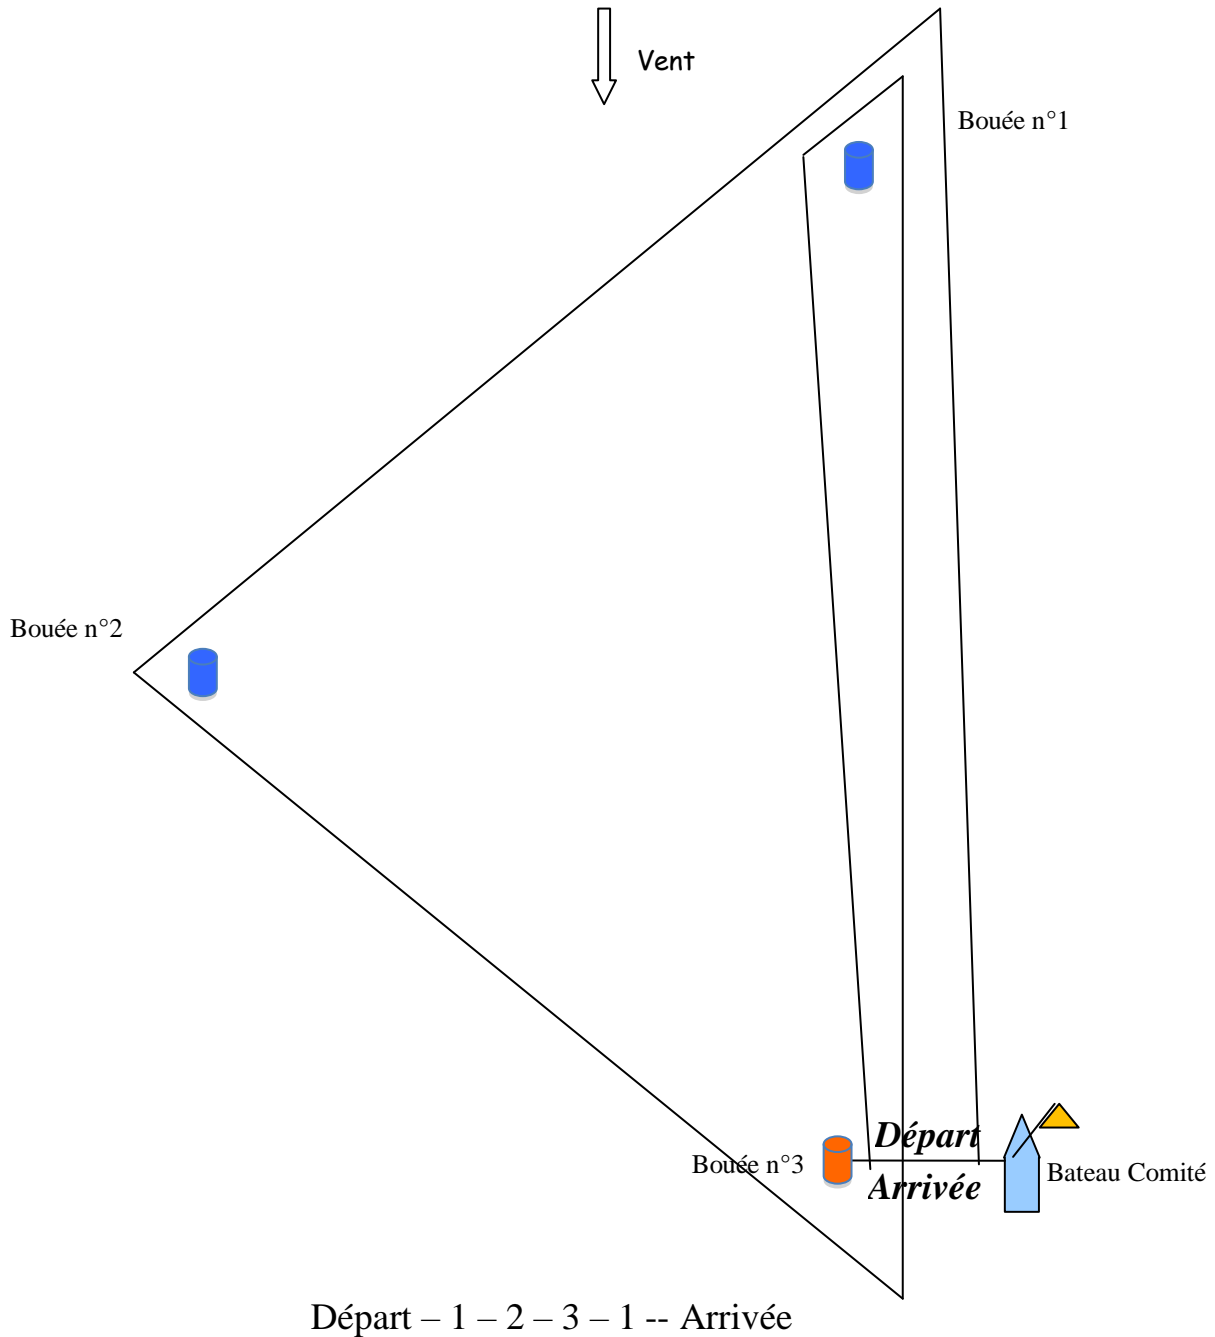 Vent
Bouée n°1
Bouée n°2
Départ
Bouée n°3
Bateau Comité
Arrivée
Départ – 1 – 2 – 3 – 1 -- Arrivée